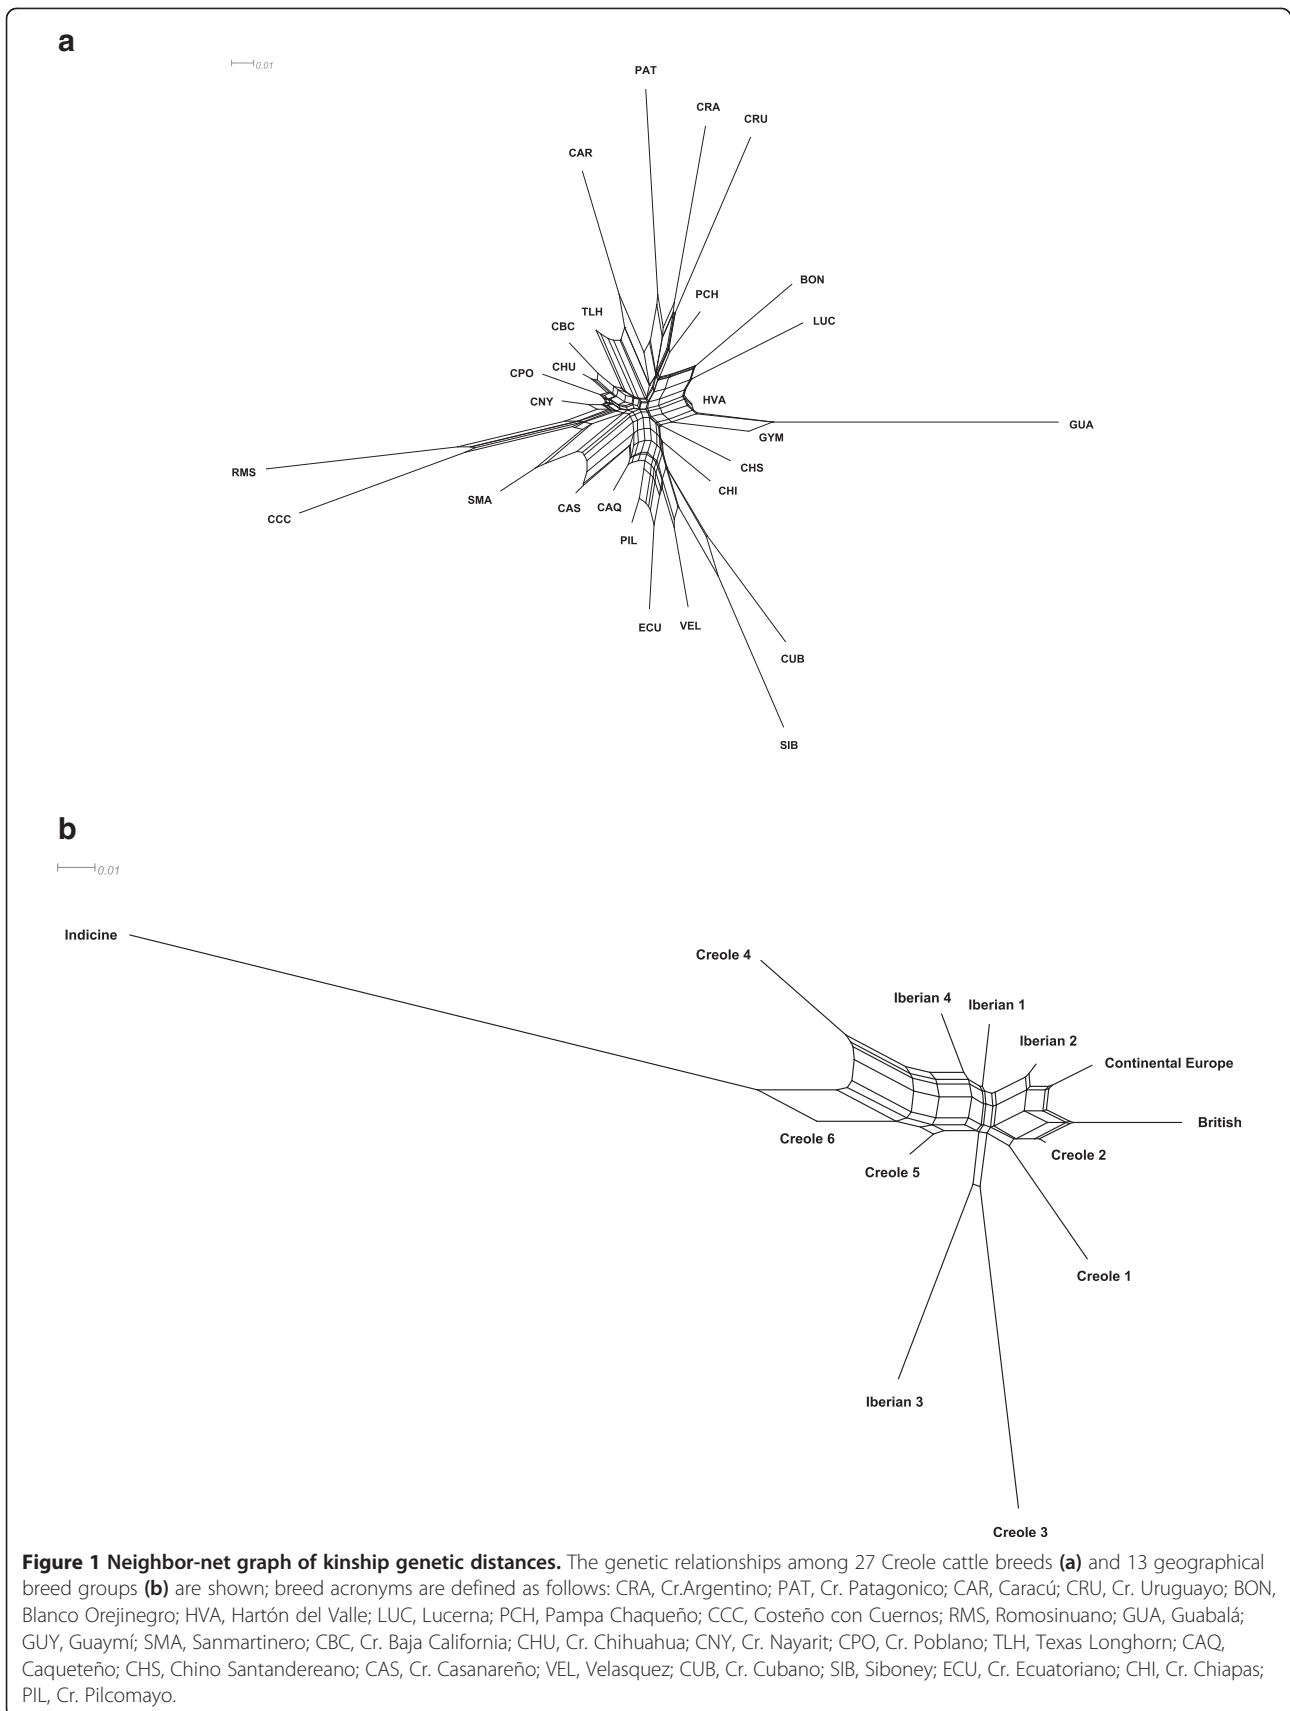 a
0.01
PAT
CRA
CRU
CAR
BON
PCH
LUC
TLH
CBC
CHU
CPO
CNY
HVA
GUA
GYM
CHS
RMS
CHI
SMA
CAS
CAQ
CCC
PIL
ECU
VEL
CUB
SIB
b
0.01
Indicine
Creole 4
Iberian 4
Iberian 1
Iberian 2
Continental Europe
British
Creole 6
Creole 2
Creole 5
Creole 1
Iberian 3
Creole 3
Figure 1 Neighbor-net graph of kinship genetic distances. The genetic relationships among 27 Creole cattle breeds (a) and 13 geographical
breed groups (b) are shown; breed acronyms are defined as follows: CRA, Cr.Argentino; PAT, Cr. Patagonico; CAR, Caracú; CRU, Cr. Uruguayo; BON,
Blanco Orejinegro; HVA, Hartón del Valle; LUC, Lucerna; PCH, Pampa Chaqueño; CCC, Costeño con Cuernos; RMS, Romosinuano; GUA, Guabalá;
GUY, Guaymí; SMA, Sanmartinero; CBC, Cr. Baja California; CHU, Cr. Chihuahua; CNY, Cr. Nayarit; CPO, Cr. Poblano; TLH, Texas Longhorn; CAQ,
Caqueteño; CHS, Chino Santandereano; CAS, Cr. Casanareño; VEL, Velasquez; CUB, Cr. Cubano; SIB, Siboney; ECU, Cr. Ecuatoriano; CHI, Cr. Chiapas;
PIL, Cr. Pilcomayo.